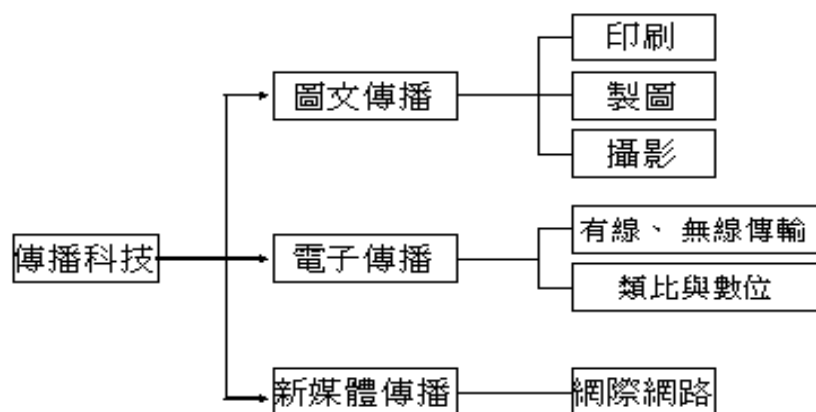 傳播科技
圖文傳播
印刷
製圖
攝影
電子傳播
有線、無線傳輸
類比與數位
新媒體傳播
網際網路